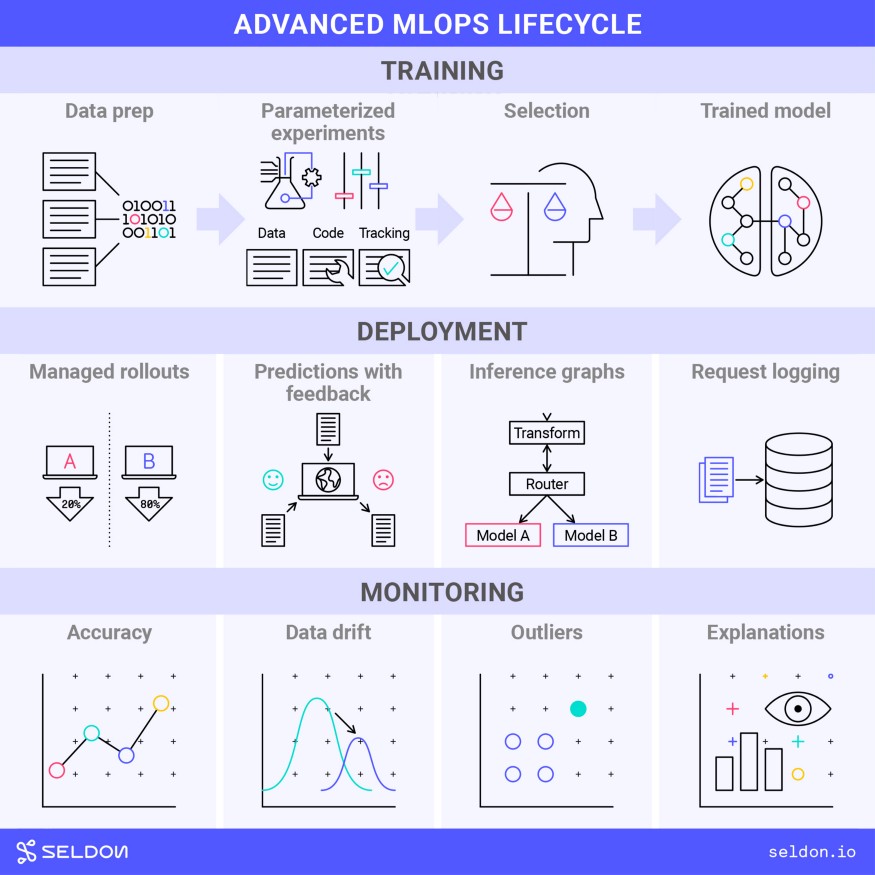 ADVANCED MLOPS LIFECYCLE
TRAINING
Data prep
Parameterized
experiments
Selection
Trained model
010011
101010
001101
Data
Code
Tracking
DEPLOYMENT
Managed rollouts
Predictions with
feedback
Inference graphs
Request logging
A
B
20%
80%
Transform
Router
Model A
Model B
MONITORING
Accuracy
Data drift
Outliers
Explanations
SELDON
seldon.io